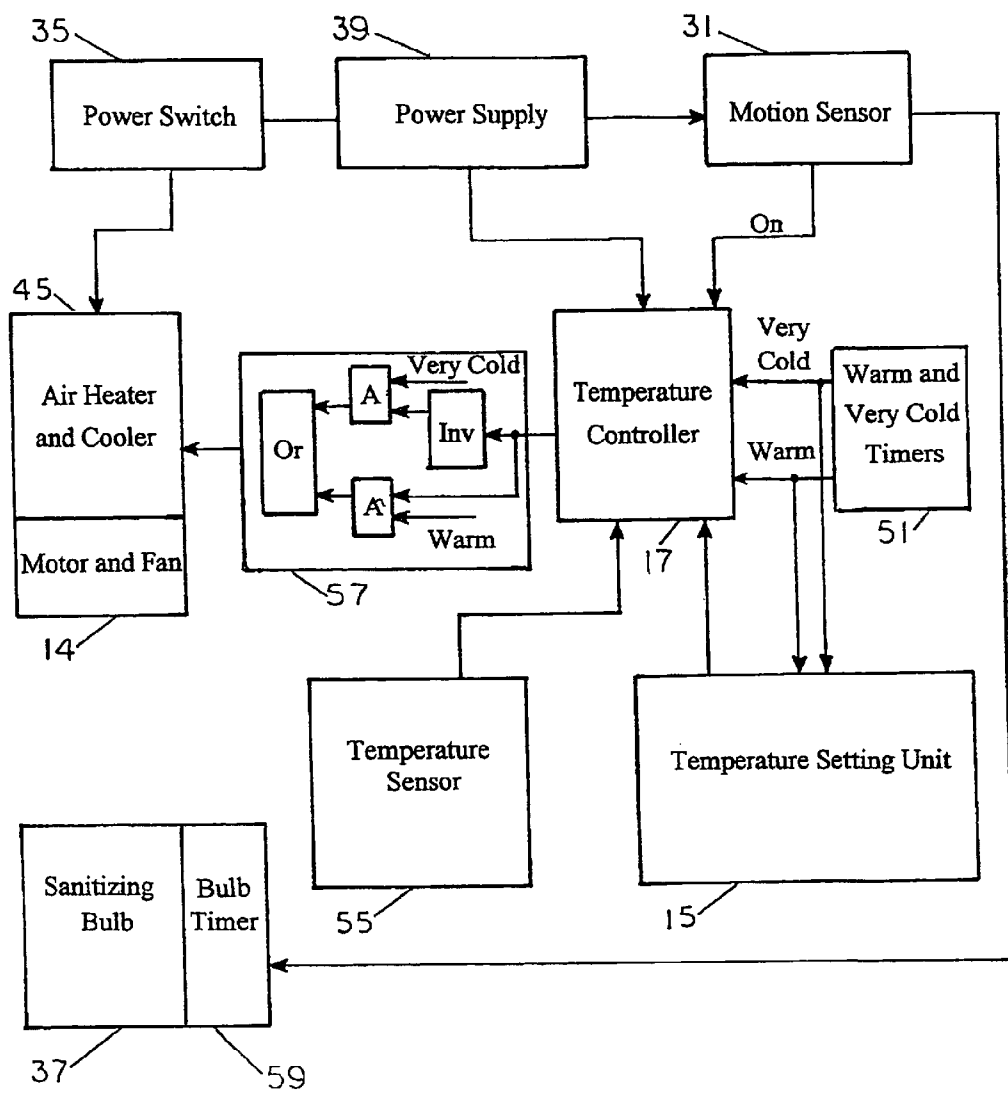 35
39
31
Power Switch
Power Supply
Motion Sensor
On
45
Very
Cold
Very Cold
A
Air Heater
and Cooler
Or
Inv
Temperature
Controller
Warm and
Very Cold
Timers
Warm
A
Warm
Motor and Fan
57
17
51
14
Temperature
Sensor
Temperature Setting Unit
Sanitizing
Bulb
Bulb
Timer
55
15
37
59